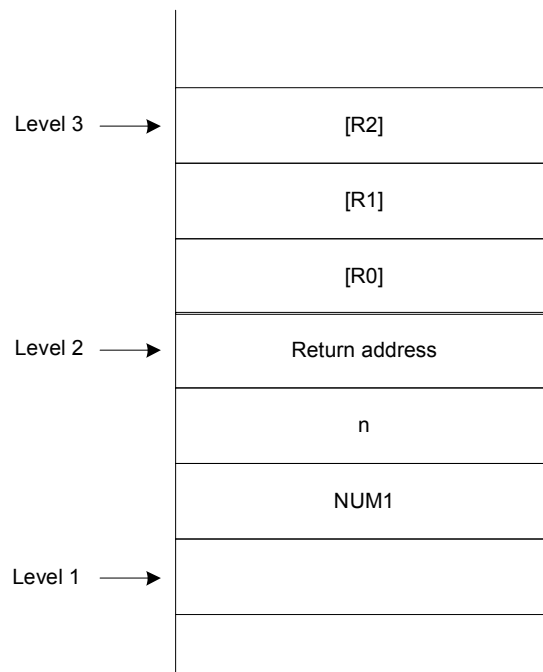 Level 3
[R2]
[R1]
[R0]
Level 2
Return address
n
NUM1
Level 1